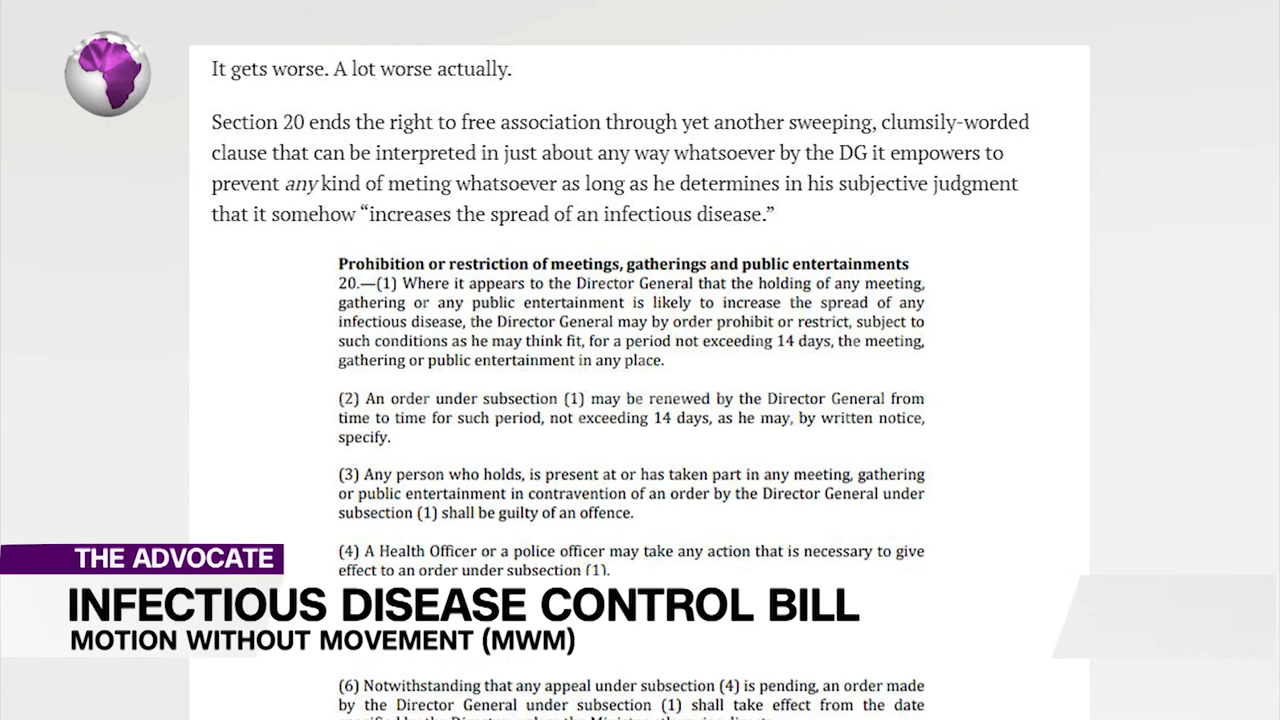 It gets worse. A lot worse actually.
Section 20 ends the right to free association through yet another sweeping, clumsily-worded
clause that can be interpreted in just about any way whatsoever by the DG it empowers to
prevent any kind of meting whatsoever as long as he determines in his subjective judgment
that it somehow “increases the spread of an infectious disease.”
Prohibition or restriction of meetings, gatherings and public entertainments
20.—(1) Where it appears to the Director General that the holding of any meeting,
gathering or any public entertainment is likely to increase the spread of any
infectious disease, the Director General may by order prohibit or restrict, subject to
such conditions as he may think fit, for a period not exceeding 14 days, the meeting,
gathering or public entertainment in any place.
(2) An order under subsection (1) may be renewed by the Director General from
time to time for such period, not exceeding 14 days, as he may, by written notice,
specify.
(3) Any person who holds, is present at or has taken part in any meeting, gathering
or public entertainment in contravention of an order by the Director General under
subsection (1) shall be guilty of an offence.
(4) A Health Officer or a police officer may take any action that is necessary to give
effect to an order under subsection (1).
THE ADVOCATE
INFECTIOUS DISEASE CONTROL BILL
MOTION WITHOUT MOVEMENT (MWM)
(6) Notwithstanding that any appeal under subsection (4) is pending, an order made
by the Director General under subsection (1) shall take effect from the date